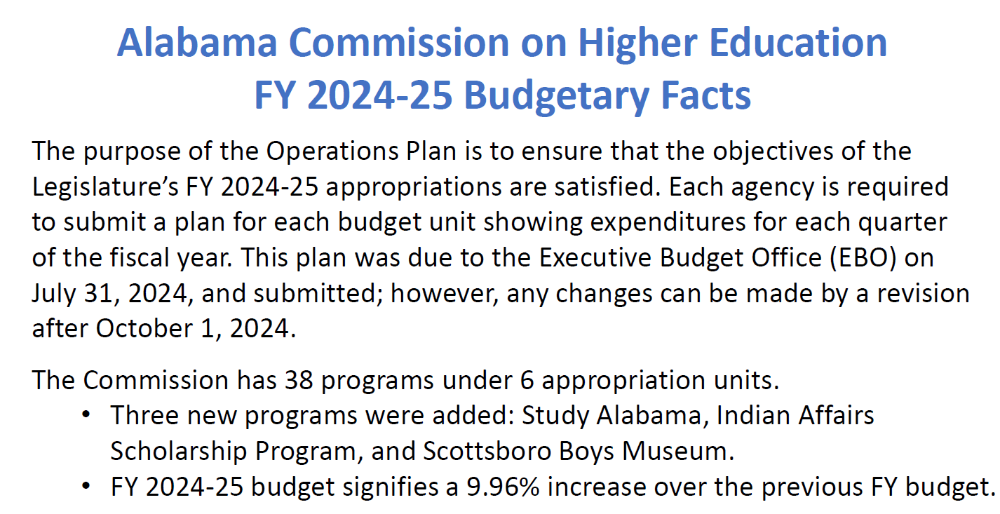 Alabama Commission on Higher Education
FY 2024-25 Budgetary Facts
The purpose of the Operations Plan is to ensure that the objectives of the
Legislature’s FY 2024-25 appropriations are satisfied. Each agency is required
to submit a plan for each budget unit showing expenditures for each quarter
of the fiscal year. This plan was due to the Executive Budget Office (EBO) on
July 31, 2024, and submitted; however, any changes can be made by a revision
after October 1, 2024.
The Commission has 38 programs under 6 appropriation units.
• Three new programs were added: Study Alabama, Indian Affairs
Scholarship Program, and Scottsboro Boys Museum.
• FY 2024-25 budget signifies a 9.96% increase over the previous FY budget.